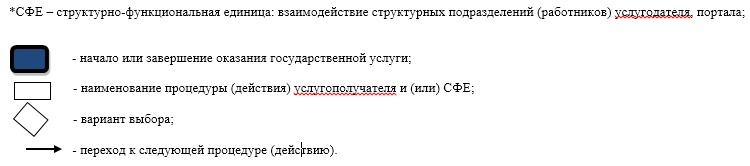 *СФЕ – структурно-функциональная единица: взаимодействие структурных подразделений (работников) услугодателя, портала;
- начало или завершение оказания государственной услуги;
- наименование процедуры (действия) услугополучателя и (или) СФЕ;
- вариант выбора;
- переход к следующей процедуре (действию).